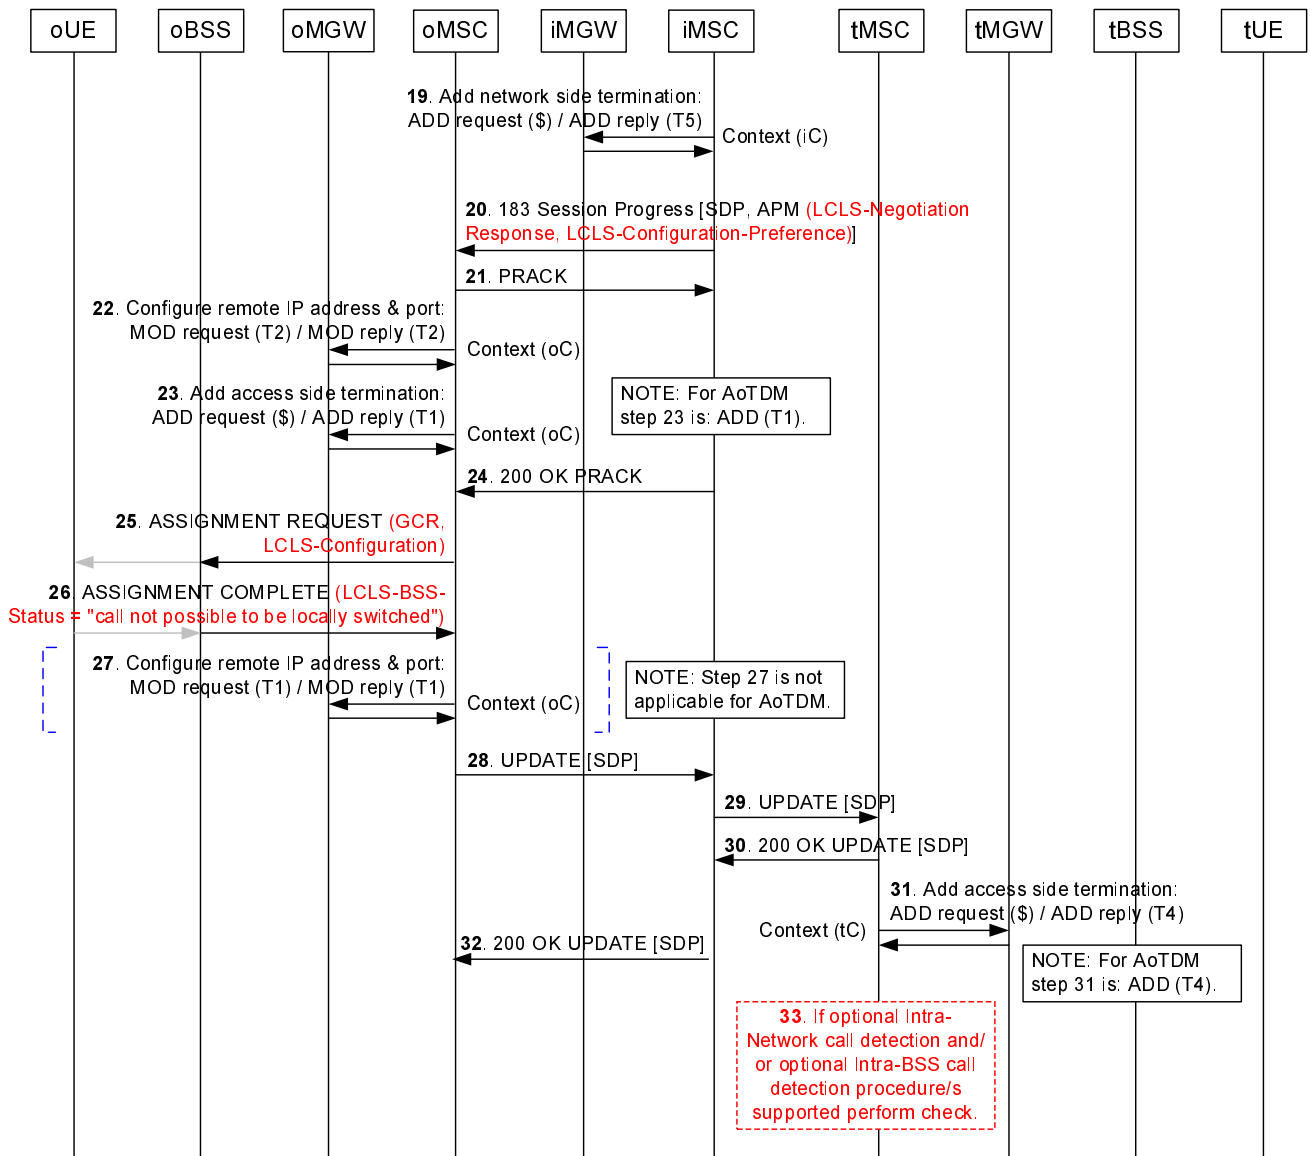 oUE oBSS oMGW oMSC iMGW iMSC tMSC tMGW tBSS tUE
19. Add network side termination:
ADD request ($) / ADD reply (T5)
Context (iC)
20. 183 Session Progress [SDP, APM (LCLS-Negotiation
Response, LCLS-Configuration-Preference)]
21. PRACK
22. Configure remote IP address & port:
MOD request (T2) / MOD reply (T2)
Context (oC)
23. Add access side termination:
ADD request ($) / ADD reply (T1)
Context (oC)
NOTE: For AoTDM
step 23 is: ADD (T1).
24. 200 OK PRACK
25. ASSIGNMENT REQUEST (GCR,
LCLS-Configuration)
26. ASSIGNMENT COMPLETE (LCLS-BSS-
Status = "call not possible to be locally switched")
27. Configure remote IP address & port:
MOD request (T1) / MOD reply (T1)
Context (oC)
NOTE: Step 27 is not
applicable for AoTDM.
28. UPDATE [SDP]
29. UPDATE [SDP]
30. 200 OK UPDATE [SDP]
31. Add access side termination:
ADD request ($) / ADD reply (T4)
Context (tC)
32. 200 OK UPDATE [SDP]
NOTE: For AoTDM
step 31 is: ADD (T4).
33. If optional Intra-
Network call detection and/
or optional Intra-BSS call
detection procedure/s
supported perform check.